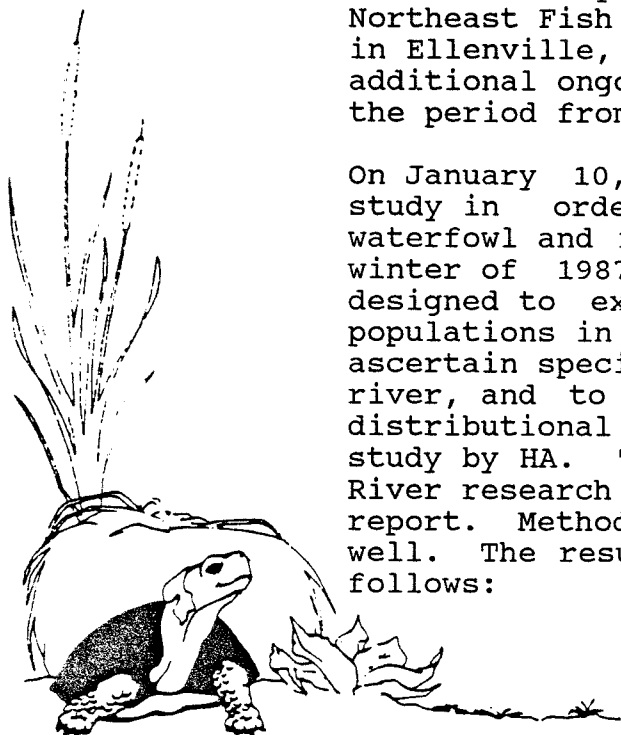 Northeast Fish
in Ellenville,
additional ongo
the period from
On January 10,
study in orde
waterfowl and
winter of 1987
designed to ex
populations in
ascertain speci
river, and to
distributional
study by HA.
River research
report. Method
well. The resu
follows: